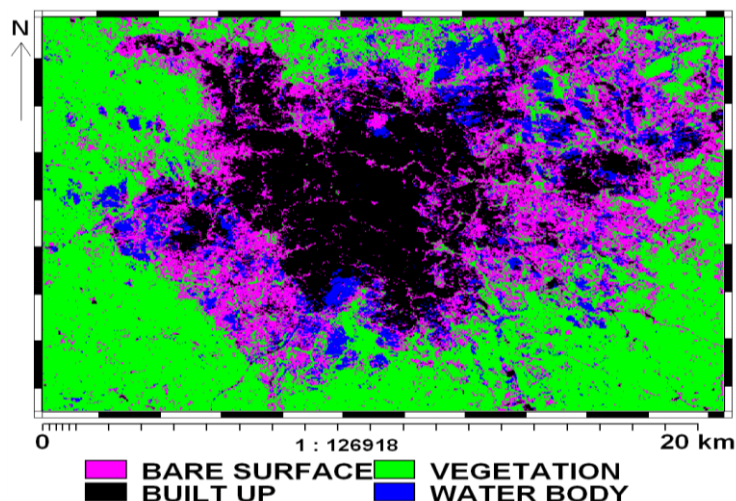 N
0 1 : 126918 20 km
BARE SURFACE VEGETATION
BUILT UP WATER BODY